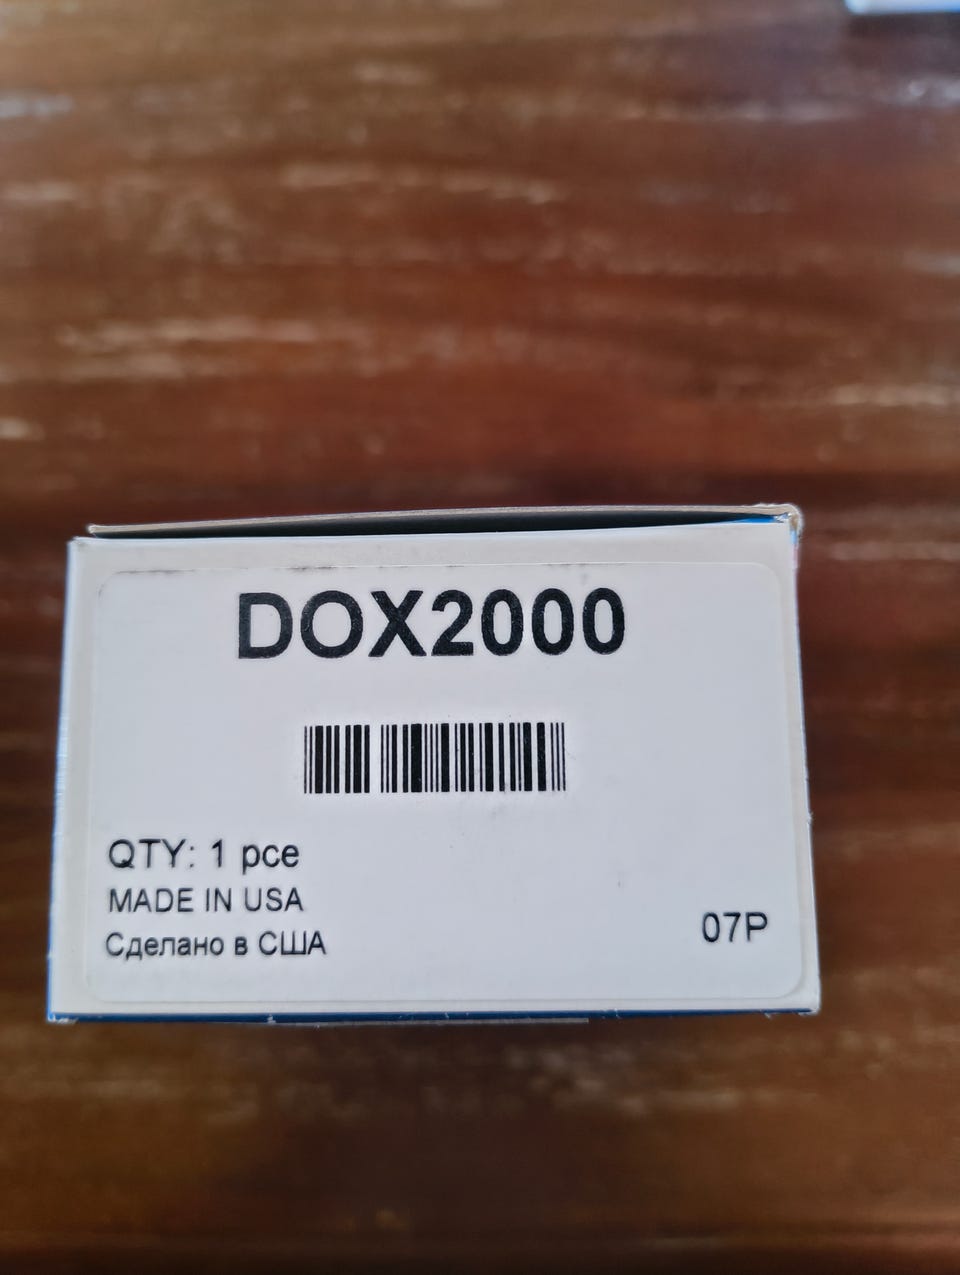 DOX2000
QTY: 1 pce
MADE IN USA
Сделано в США
07P